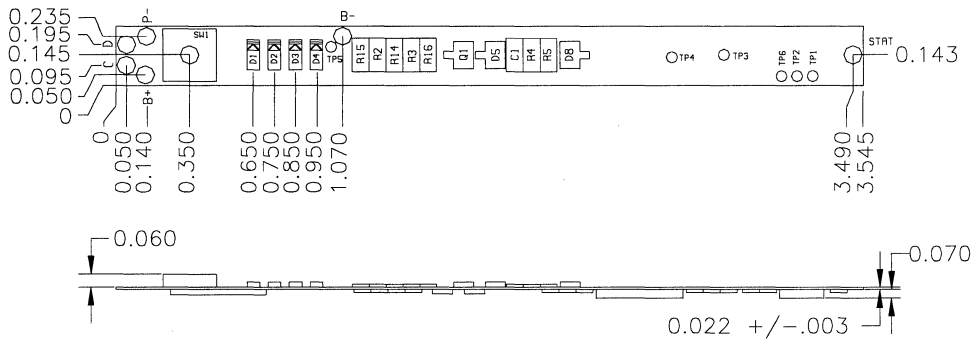 0.235
0.195
0.145
0.095
0.050
0
P-
D
C
B+
SW1
D1
D2
D3
D4
TP5
B-
R15
R2
R14
R3
R16
Q1
D5
C1
R4
R5
D8
TP4
TP3
TP6
TP2
TP1
STAT
0.143
0
0.050
0.140
0.350
0.650
0.750
0.850
0.950
1.070
3.490
3.545
0.060
0.070
0.022 +/-.003